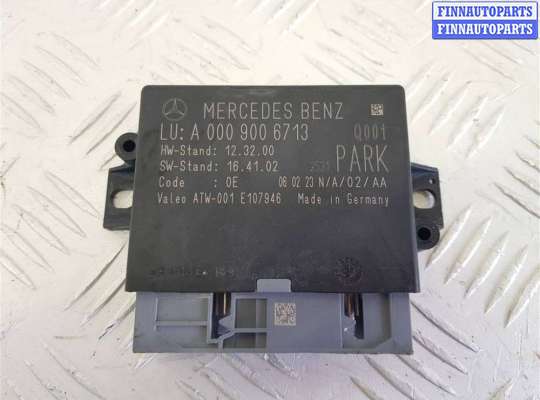 FINNAUTOPARTS
FINNAUTOPARTS
MERCEDES BENZ
LU: A 000 900 6713 Q001
HW-Stand: 12.32.00
SW-Stand: 16.41.02 PARK
Code : 0E 06 02 23 N/A/02/AA
Valeo ATW-001 E107946 Made in Germany